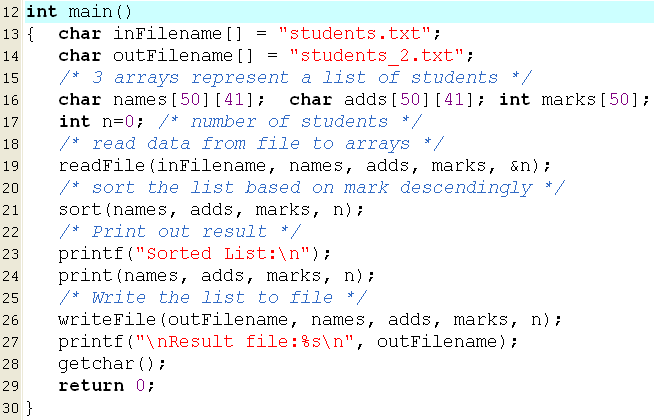 12 int main()
13 {  char inFilename[] = "students.txt";
14    char outFilename[] = "students_2.txt";
15    /* 3 arrays represent a list of students */
16    char names[50][41];  char adds[50][41]; int marks[50];
17    int n=0; /* number of students */
18    /* read data from file to arrays */
19    readFile(inFilename, names, adds, marks, &n);
20    /* sort the list based on mark descendingly */
21    sort(names, adds, marks, n);
22    /* Print out result */
23    printf("Sorted List:\n");
24    print(names, adds, marks, n);
25    /* Write the list to file */
26    writeFile(outFilename, names, adds, marks, n);
27    printf("\nResult file:%s\n", outFilename);
28    getchar();
29    return 0;
30 }